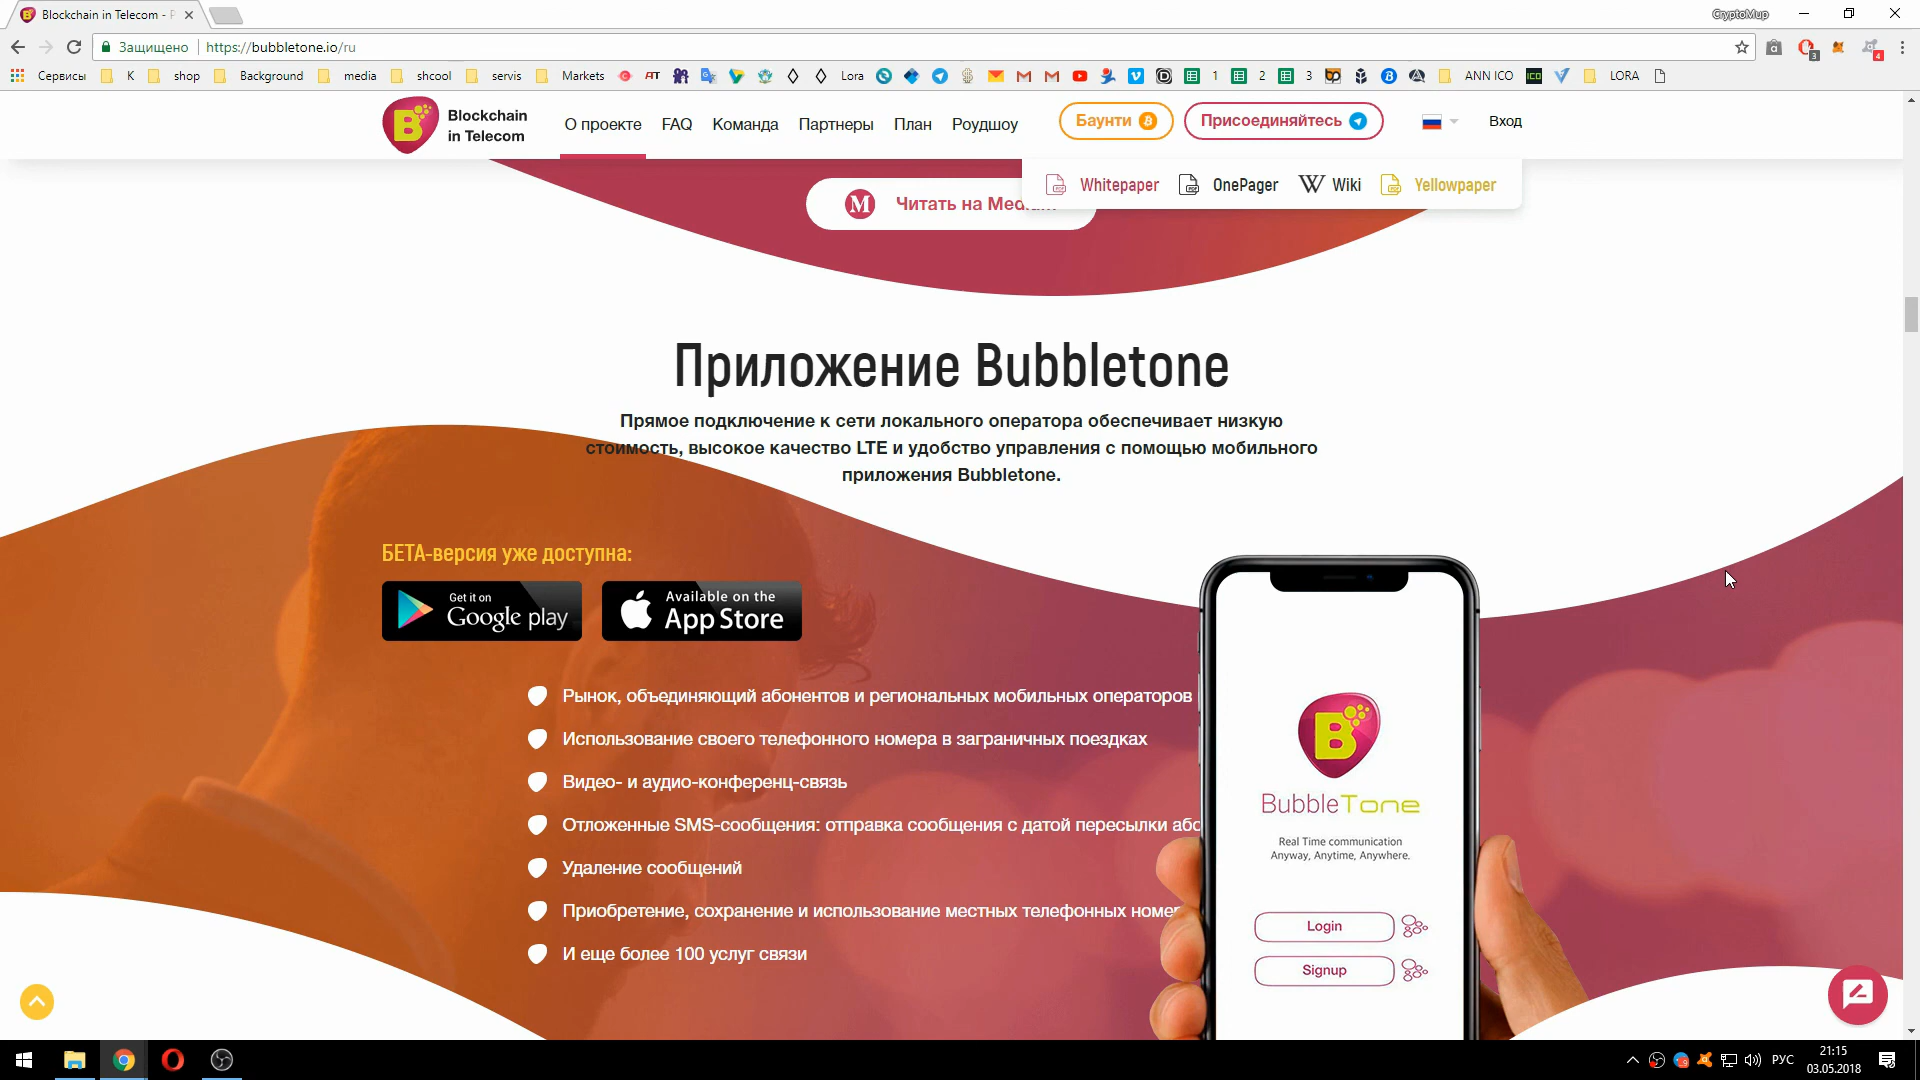 Blockchain in Telecom - P
CryptoMup
Защищено
https://bubbletone.io/ru
Сервисы K shop Background media shcool servis Markets Lora 1 2 3 ANN ICO LORA
Blockchain
in Telecom
О проекте FAQ Команда Партнеры План Роудшоу
Баунти
Присоединяйтесь
Вход
Whitepaper OnePager Wiki Yellowpaper
Читать на Medium
Приложение Bubbletone
Прямое подключение к сети локального оператора обеспечивает низкую
стоимость, высокое качество LTE и удобство управления с помощью мобильного
приложения Bubbletone.
БЕТА-версия уже доступна:
Get it on
Google play
Available on the
App Store
Рынок, объединяющий абонентов и региональных мобильных операторов
Использование своего телефонного номера в заграничных поездках
Видео- и аудио-конференц-связь
Отложенные SMS-сообщения: отправка сообщения с датой пересылки або
Удаление сообщений
Приобретение, сохранение и использование местных телефонных номер
И еще более 100 услуг связи
BubbleTone
Real Time communication
Anyway, Anytime, Anywhere.
Login
Signup
РУС
21:15
03.05.2018